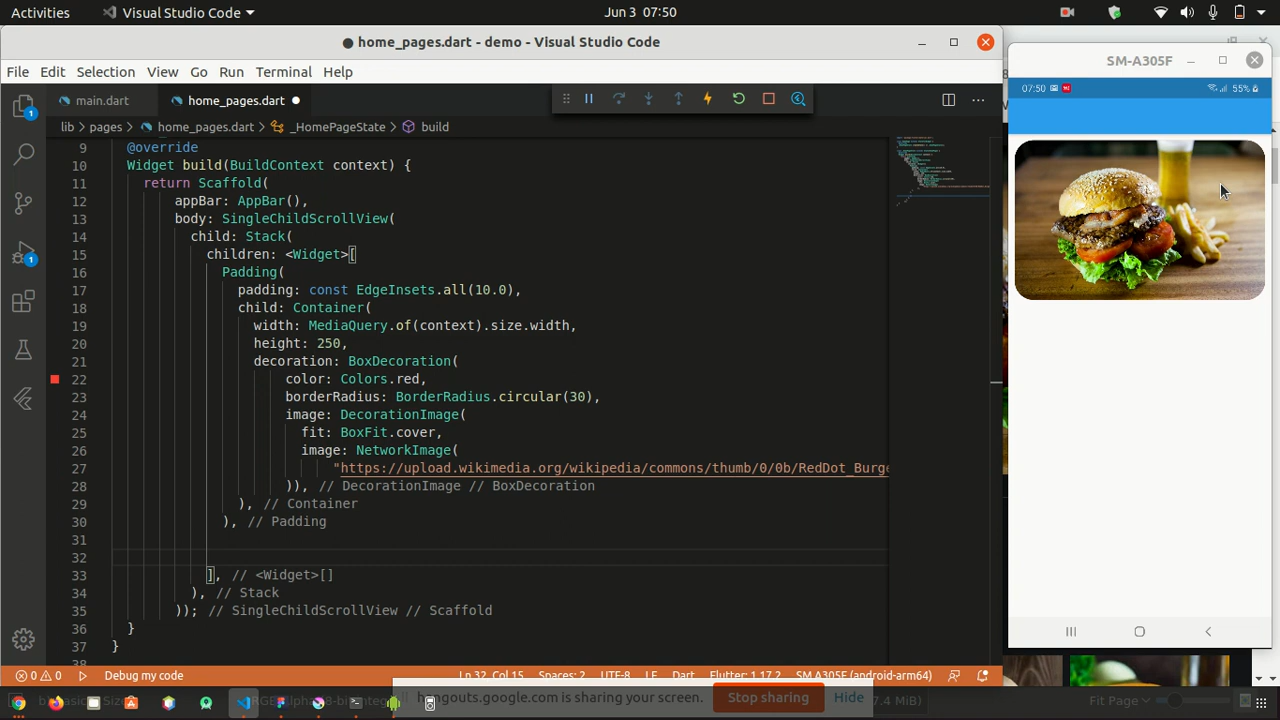 Activities
Visual Studio Code
Jun 3 07:50
home_pages.dart - demo - Visual Studio Code
File Edit Selection View Go Run Terminal Help
main.dart
home_pages.dart
lib > pages > home_pages.dart > _HomePageState > build
9 @override
10 Widget build(BuildContext context) {
11 return Scaffold(
12 appBar: AppBar(),
13 body: SingleChildScrollView(
14 child: Stack(
15 children: <Widget>[
16 Padding(
17 padding: const EdgeInsets.all(10.0),
18 child: Container(
19 width: MediaQuery.of(context).size.width,
20 height: 250,
21 decoration: BoxDecoration(
22 color: Colors.red,
23 borderRadius: BorderRadius.circular(30),
24 image: DecorationImage(
25 fit: BoxFit.cover,
26 image: NetworkImage(
27 "https://upload.wikimedia.org/wikipedia/commons/thumb/0/0b/RedDot_Burge
28 )), // DecorationImage // BoxDecoration
29 ), // Container
30 ), // Padding
31
32
33 ], // <Widget>[]
34 ), // Stack
35 )); // SingleChildScrollView // Scaffold
36 }
37 }
38
0 0 Debug my code
Ln 32, Col 15 Spaces: 2 UTF-8 LF Dart Flutter: 1.17.2 SM A305F (android-arm64)
hangouts.google.com is sharing your screen. Stop sharing Hide
Fit Page
SM-A305F
07:50
55%